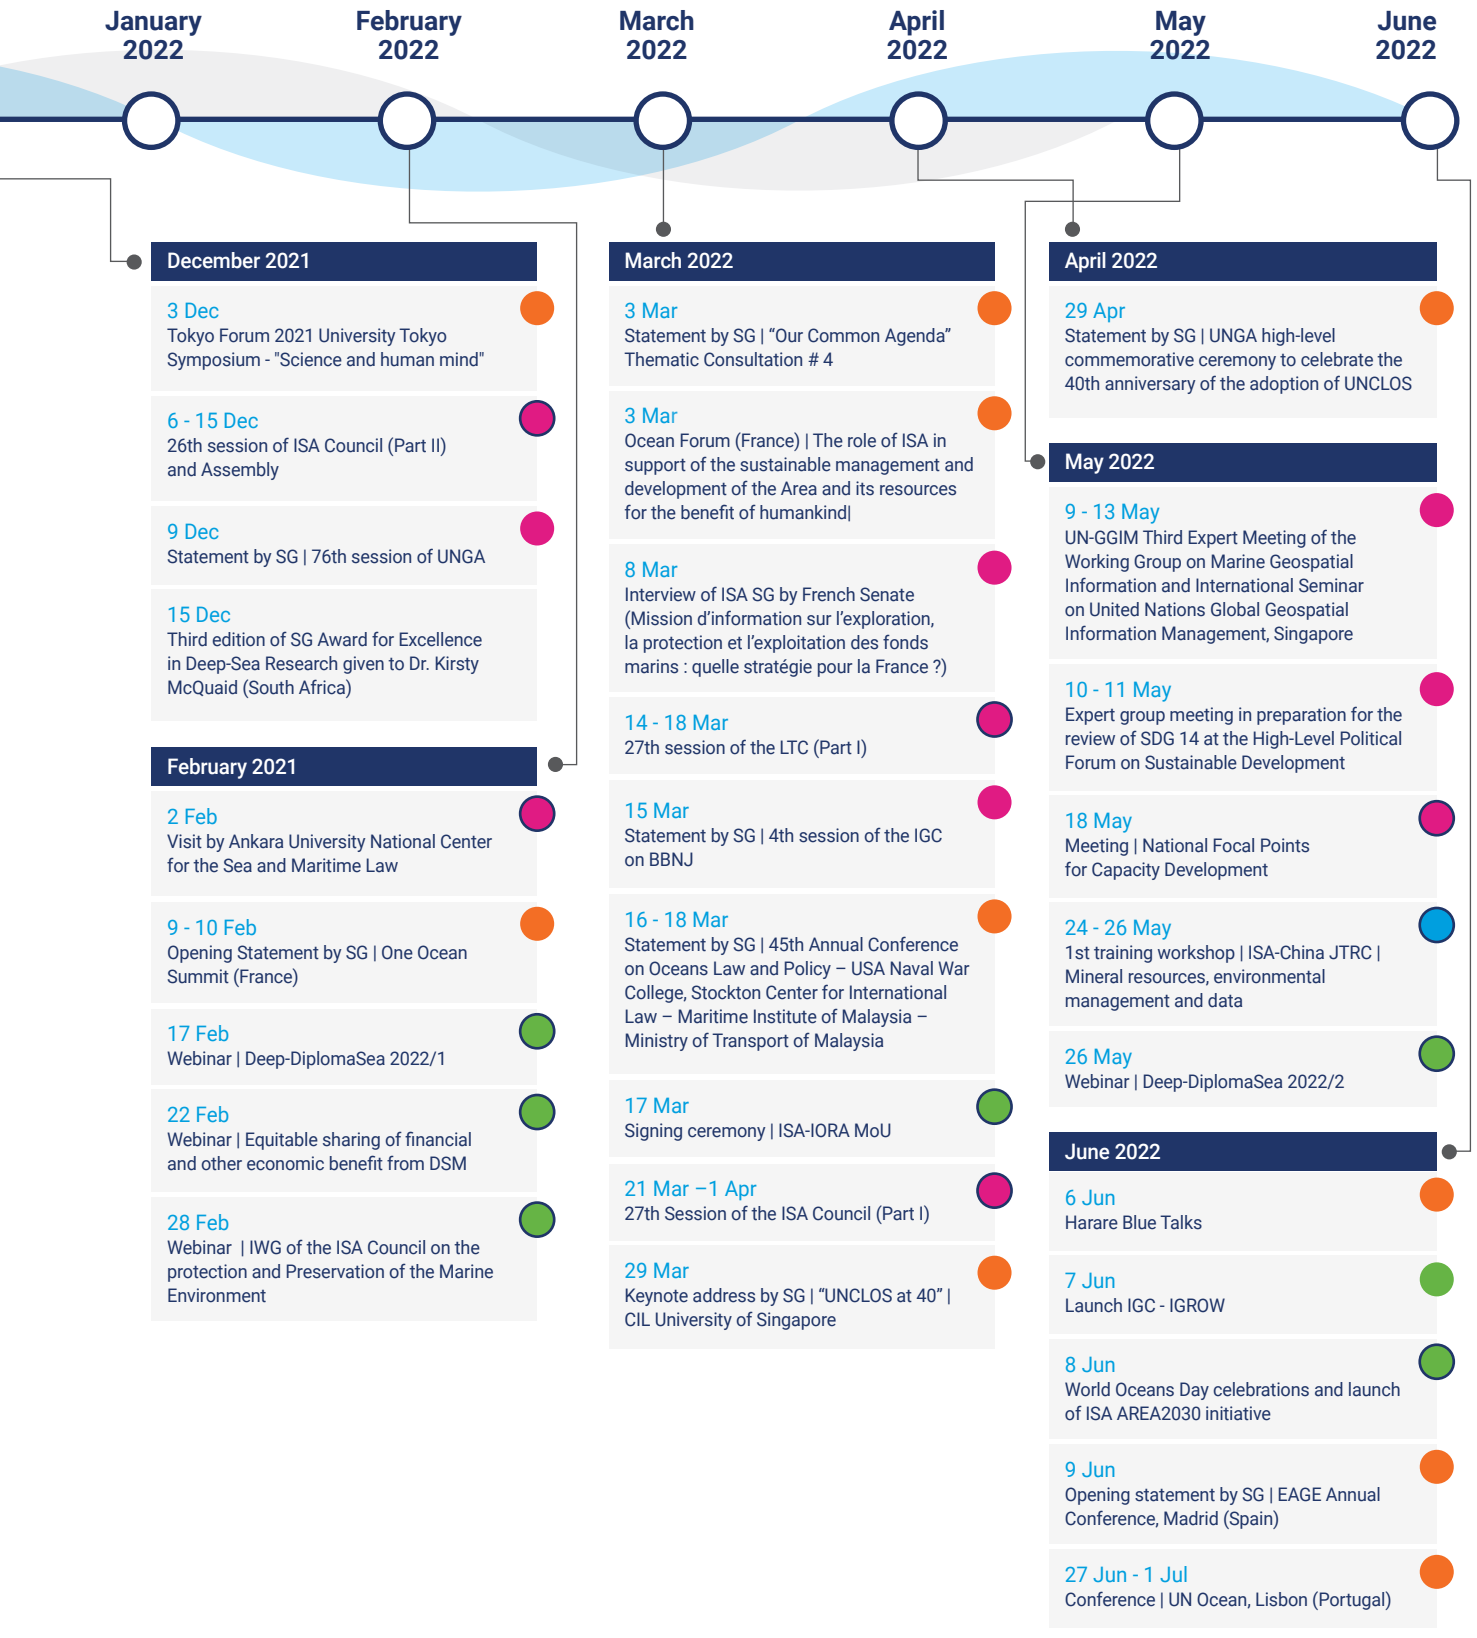 January
2022
February
2022
March
2022
April
2022
May
2022
June
2022
December 2021
3 Dec
Tokyo Forum 2021 University Tokyo
Symposium - "Science and human mind"
6 - 15 Dec
26th session of ISA Council (Part II)
and Assembly
9 Dec
Statement by SG | 76th session of UNGA
15 Dec
Third edition of SG Award for Excellence
in Deep-Sea Research given to Dr. Kirsty
McQuaid (South Africa)
February 2021
2 Feb
Visit by Ankara University National Center
for the Sea and Maritime Law
9 - 10 Feb
Opening Statement by SG | One Ocean
Summit (France)
17 Feb
Webinar | Deep-DiplomaSea 2022/1
22 Feb
Webinar | Equitable sharing of financial
and other economic benefit from DSM
28 Feb
Webinar | IWG of the ISA Council on the
protection and Preservation of the Marine
Environment
March 2022
3 Mar
Statement by SG | “Our Common Agenda”
Thematic Consultation # 4
3 Mar
Ocean Forum (France) | The role of ISA in
support of the sustainable management and
development of the Area and its resources
for the benefit of humankind|
8 Mar
Interview of ISA SG by French Senate
(Mission d’information sur l’exploration,
la protection et l’exploitation des fonds
marins : quelle stratégie pour la France ?)
14 - 18 Mar
27th session of the LTC (Part I)
15 Mar
Statement by SG | 4th session of the IGC
on BBNJ
16 - 18 Mar
Statement by SG | 45th Annual Conference
on Oceans Law and Policy – USA Naval War
College, Stockton Center for International
Law – Maritime Institute of Malaysia –
Ministry of Transport of Malaysia
17 Mar
Signing ceremony | ISA-IORA MoU
21 Mar –1 Apr
27th Session of the ISA Council (Part I)
29 Mar
Keynote address by SG | “UNCLOS at 40” |
CIL University of Singapore
April 2022
29 Apr
Statement by SG | UNGA high-level
commemorative ceremony to celebrate the
40th anniversary of the adoption of UNCLOS
May 2022
9 - 13 May
UN-GGIM Third Expert Meeting of the
Working Group on Marine Geospatial
Information and International Seminar
on United Nations Global Geospatial
Information Management, Singapore
10 - 11 May
Expert group meeting in preparation for the
review of SDG 14 at the High-Level Political
Forum on Sustainable Development
18 May
Meeting | National Focal Points
for Capacity Development
24 - 26 May
1st training workshop | ISA-China JTRC |
Mineral resources, environmental
management and data
26 May
Webinar | Deep-DiplomaSea 2022/2
June 2022
6 Jun
Harare Blue Talks
7 Jun
Launch IGC - IGROW
8 Jun
World Oceans Day celebrations and launch
of ISA AREA2030 initiative
9 Jun
Opening statement by SG | EAGE Annual
Conference, Madrid (Spain)
27 Jun - 1 Jul
Conference | UN Ocean, Lisbon (Portugal)